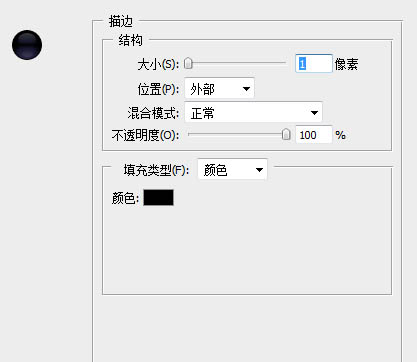 描边
结构
大小(S): 1 像素
位置(P): 外部
混合模式: 正常
不透明度(O): 100 %
填充类型(F): 颜色
颜色: